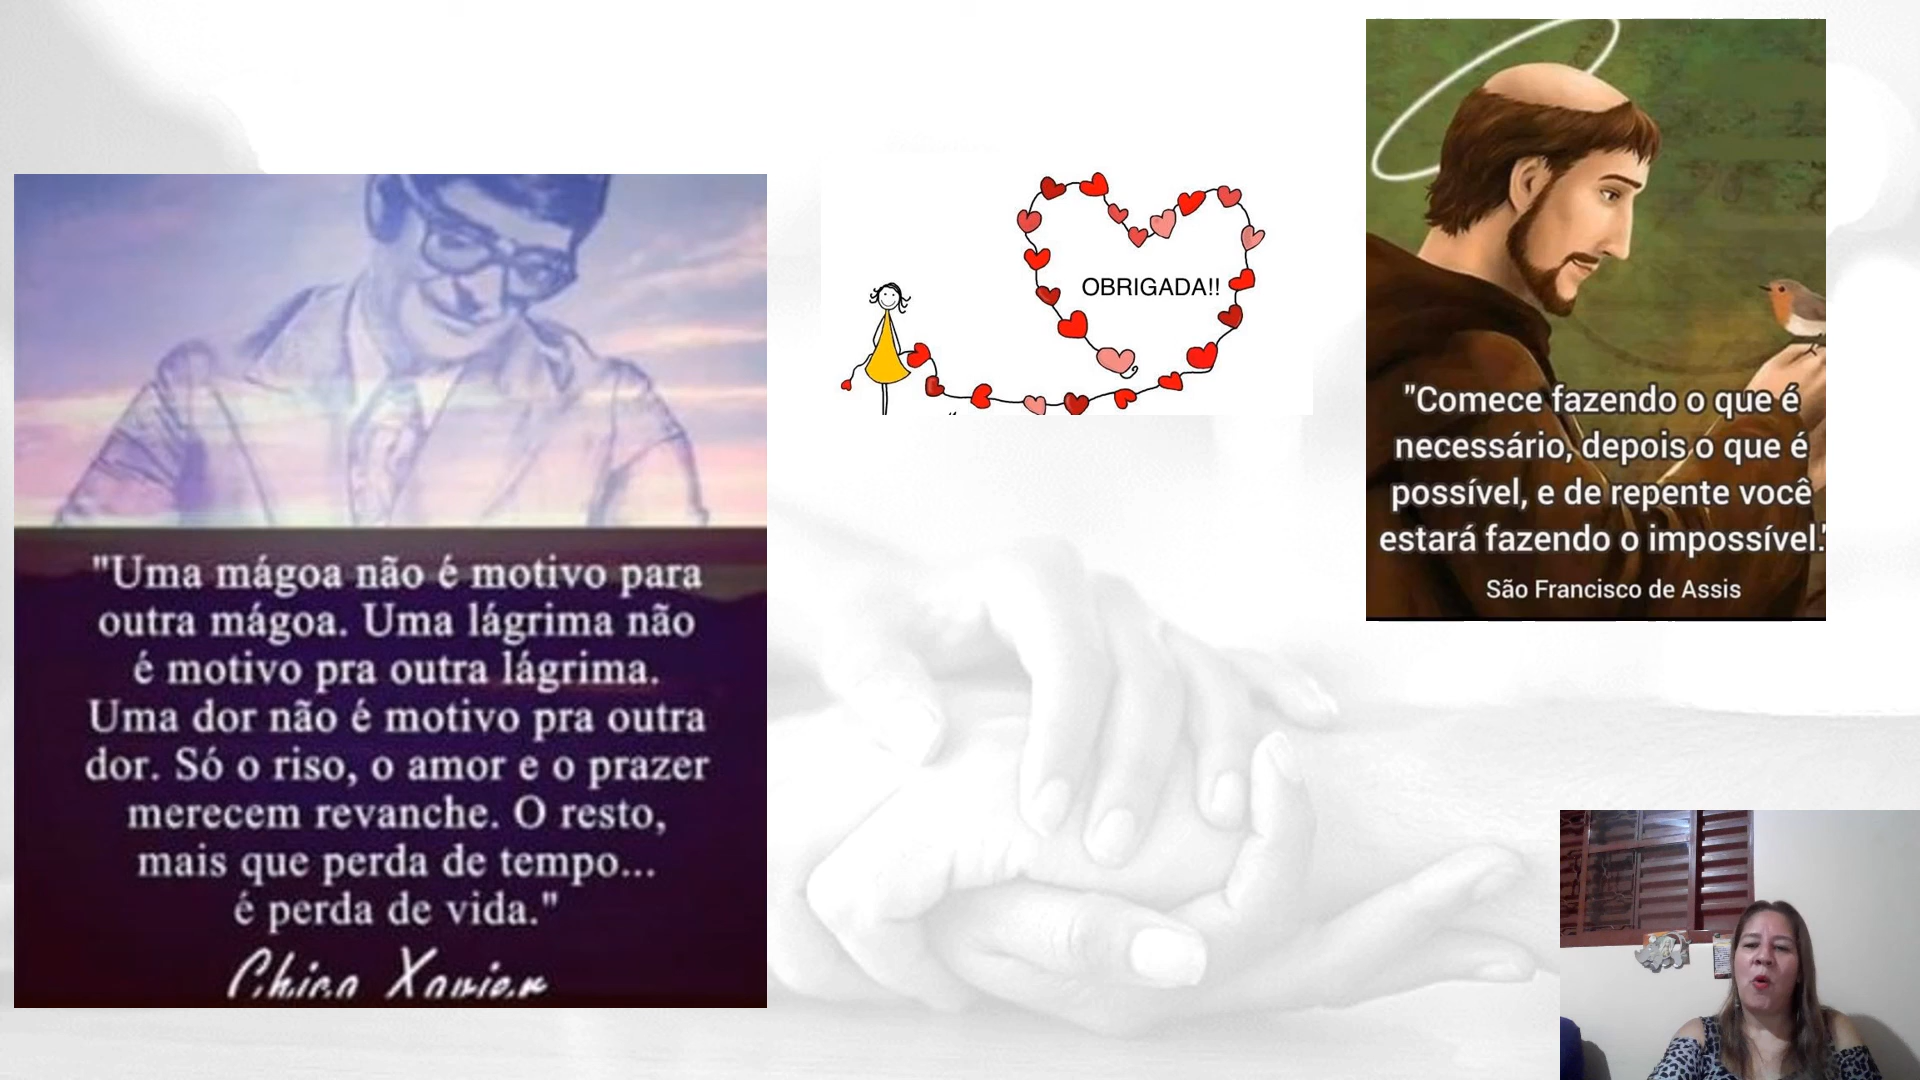 "Uma mágoa não é motivo para
outra mágoa. Uma lágrima não
é motivo pra outra lágrima.
Uma dor não é motivo pra outra
dor. Só o riso, o amor e o prazer
merecem revanche. O resto,
mais que perda de tempo...
é perda de vida."
Chico Xavier
OBRIGADA!!
"Comece fazendo o que é
necessário, depois o que é
possível, e de repente você
estará fazendo o impossível."
São Francisco de Assis